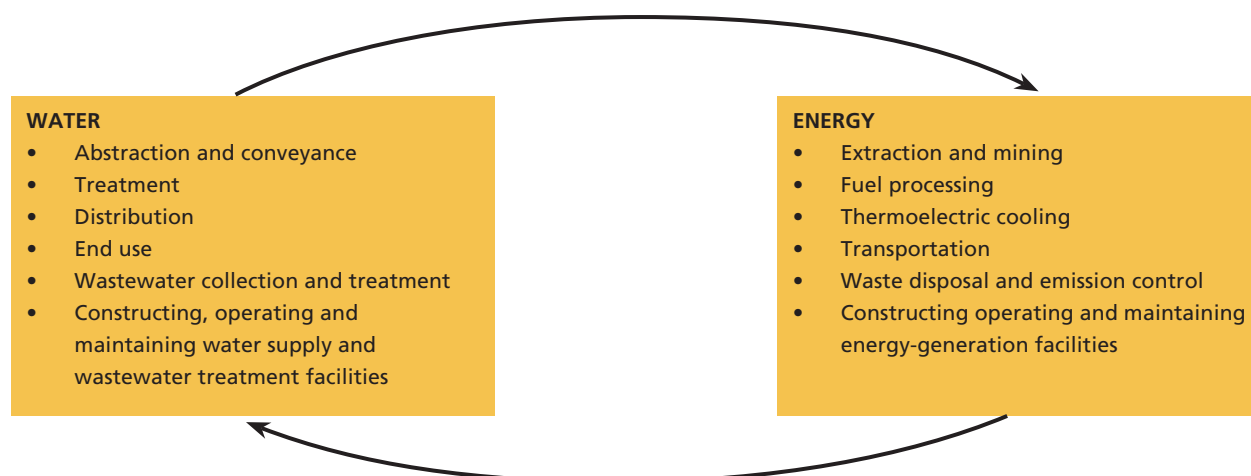 WATER
• Abstraction and conveyance
• Treatment
• Distribution
• End use
• Wastewater collection and treatment
• Constructing, operating and
maintaining water supply and
wastewater treatment facilities
ENERGY
• Extraction and mining
• Fuel processing
• Thermoelectric cooling
• Transportation
• Waste disposal and emission control
• Constructing operating and maintaining
energy-generation facilities